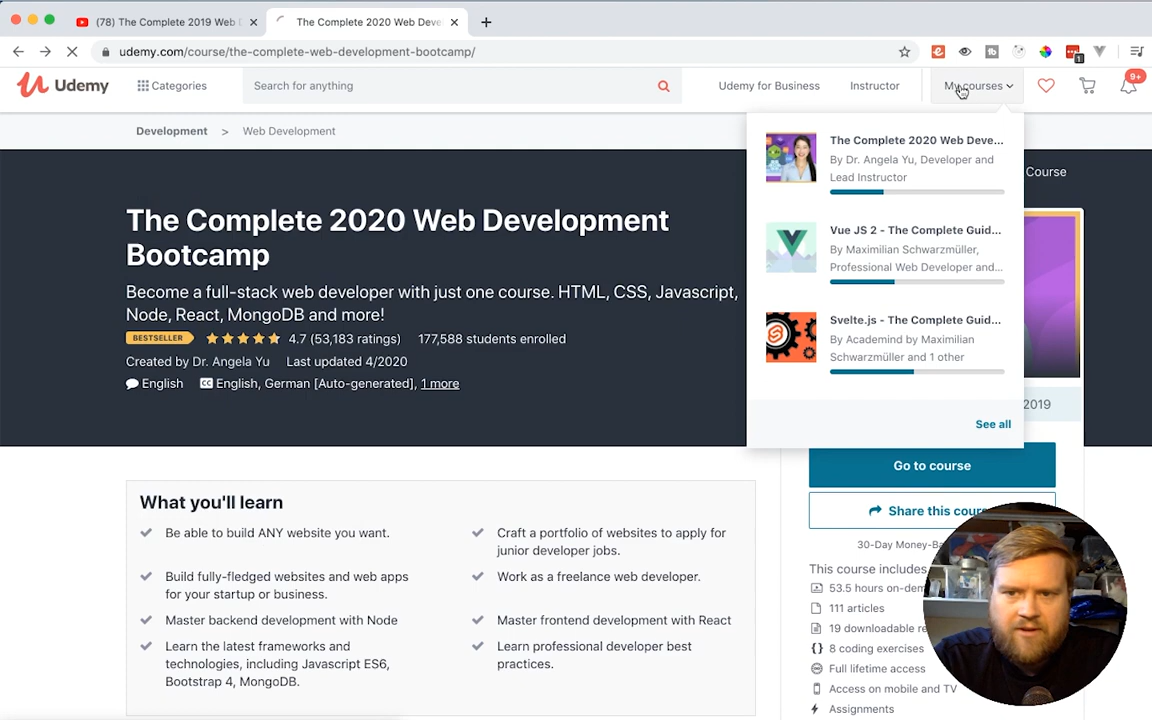 (78) The Complete 2019 Web D
The Complete 2020 Web Deve
udemy.com/course/the-complete-web-development-bootcamp/
1
Udemy
Categories
Search for anything
Udemy for Business
Instructor
My courses
9+
Development > Web Development
Course
The Complete 2020 Web Deve...
By Dr. Angela Yu, Developer and
Lead Instructor
Vue JS 2 - The Complete Guid...
By Maximilian Schwarzmüller,
Professional Web Developer and...
Svelte.js - The Complete Guid...
By Academind by Maximilian
Schwarzmüller and 1 other
See all
The Complete 2020 Web Development
Bootcamp
Become a full-stack web developer with just one course. HTML, CSS, Javascript,
Node, React, MongoDB and more!
BESTSELLER 4.7 (53,183 ratings) 177,588 students enrolled
Created by Dr. Angela Yu Last updated 4/2020
English English, German [Auto-generated], 1 more
2019
Go to course
Share this cour
30-Day Money-Ba
This course includes
53.5 hours on-dem
111 articles
19 downloadable re
8 coding exercises
Full lifetime access
Access on mobile and TV
Assignments
What you'll learn
Be able to build ANY website you want.
Build fully-fledged websites and web apps
for your startup or business.
Master backend development with Node
Learn the latest frameworks and
technologies, including Javascript ES6,
Bootstrap 4, MongoDB.
Craft a portfolio of websites to apply for
junior developer jobs.
Work as a freelance web developer.
Master frontend development with React
Learn professional developer best
practices.